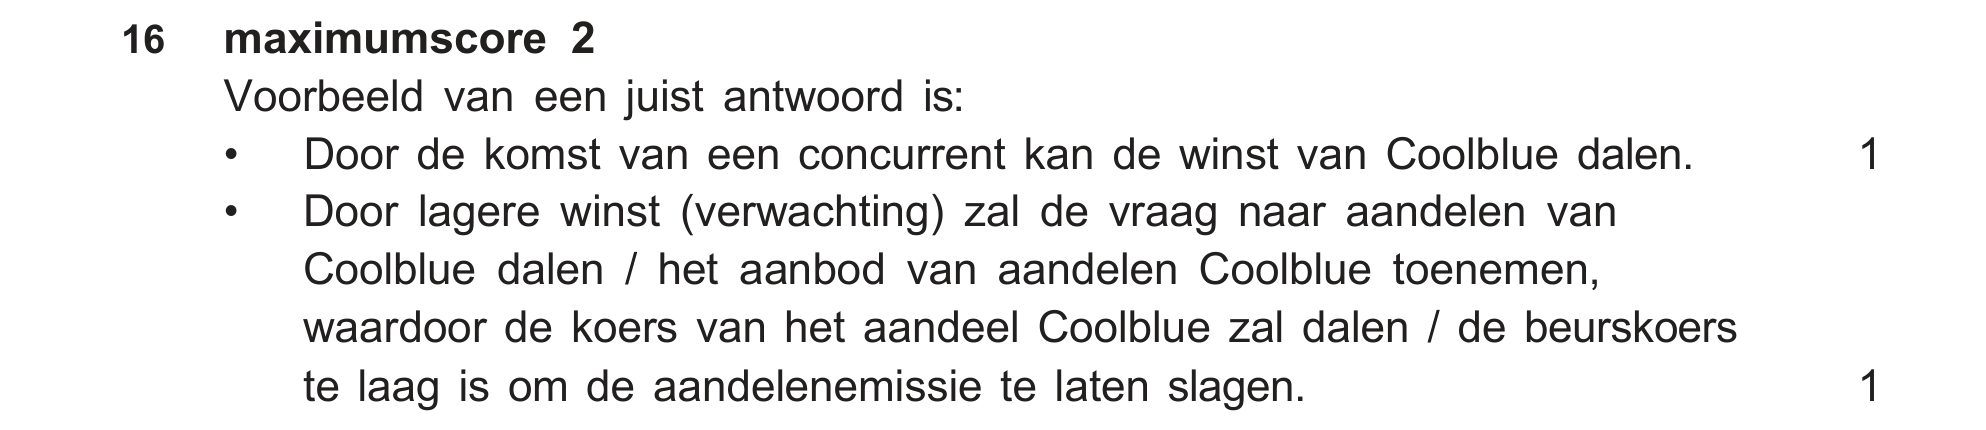 16 maximumscore 2
Voorbeeld van een juist antwoord is:
• Door de komst van een concurrent kan de winst van Coolblue dalen. 1
• Door lagere winst (verwachting) zal de vraag naar aandelen van
Coolblue dalen / het aanbod van aandelen Coolblue toenemen,
waardoor de koers van het aandeel Coolblue zal dalen / de beurskoers
te laag is om de aandelenemissie te laten slagen. 1